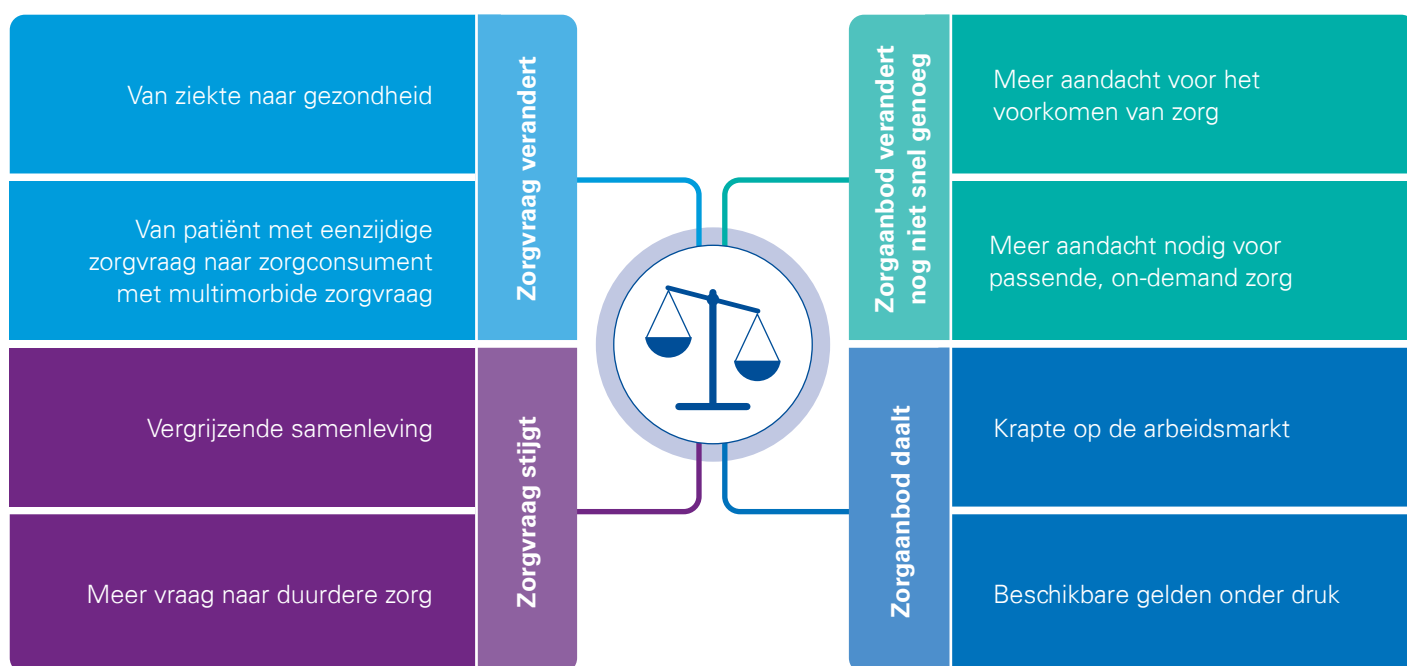 Van ziekte naar gezondheid
Van patiënt met eenzijdige
zorgvraag naar zorgconsument
met multimorbide zorgvraag
Zorgvraag verandert
Vergrijzende samenleving
Meer vraag naar duurdere zorg
Zorgvraag stijgt
Zorgaanbod verandert
nog niet snel genoeg
Meer aandacht voor het
voorkomen van zorg
Meer aandacht nodig voor
passende, on-demand zorg
Zorgaanbod daalt
Krapte op de arbeidsmarkt
Beschikbare gelden onder druk